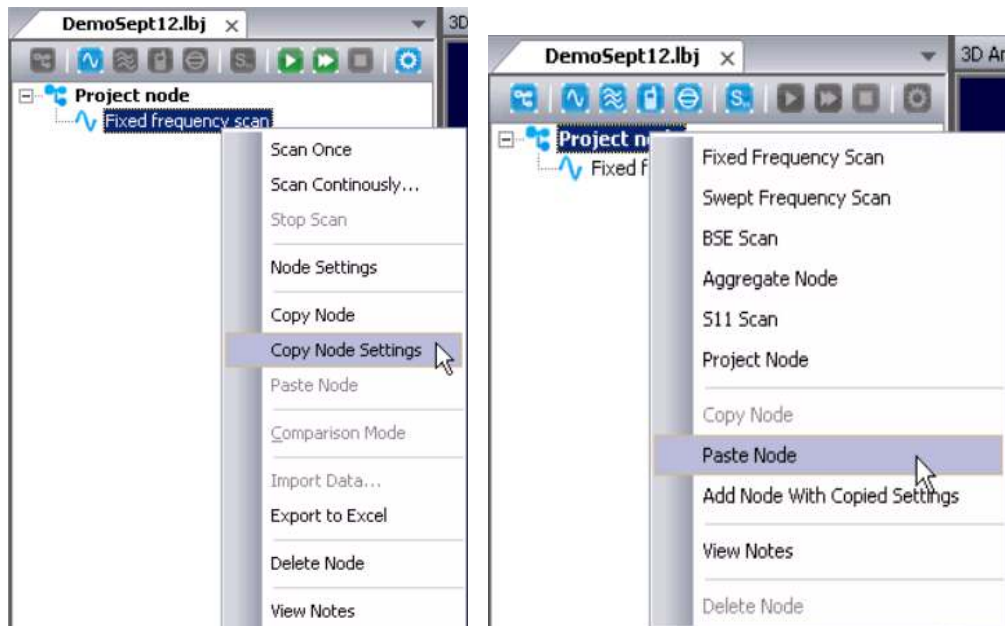 DemoSept12.lbj
3D
Project node
Fixed frequency scan
Scan Once
Scan Continously...
Stop Scan
Node Settings
Copy Node
Copy Node Settings
Paste Node
Comparison Mode
Import Data...
Export to Excel
Delete Node
View Notes
DemoSept12.lbj
3D Ar
Project n
Fixed f
Fixed Frequency Scan
Swept Frequency Scan
BSE Scan
Aggregate Node
S11 Scan
Project Node
Copy Node
Paste Node
Add Node With Copied Settings
View Notes
Delete Node